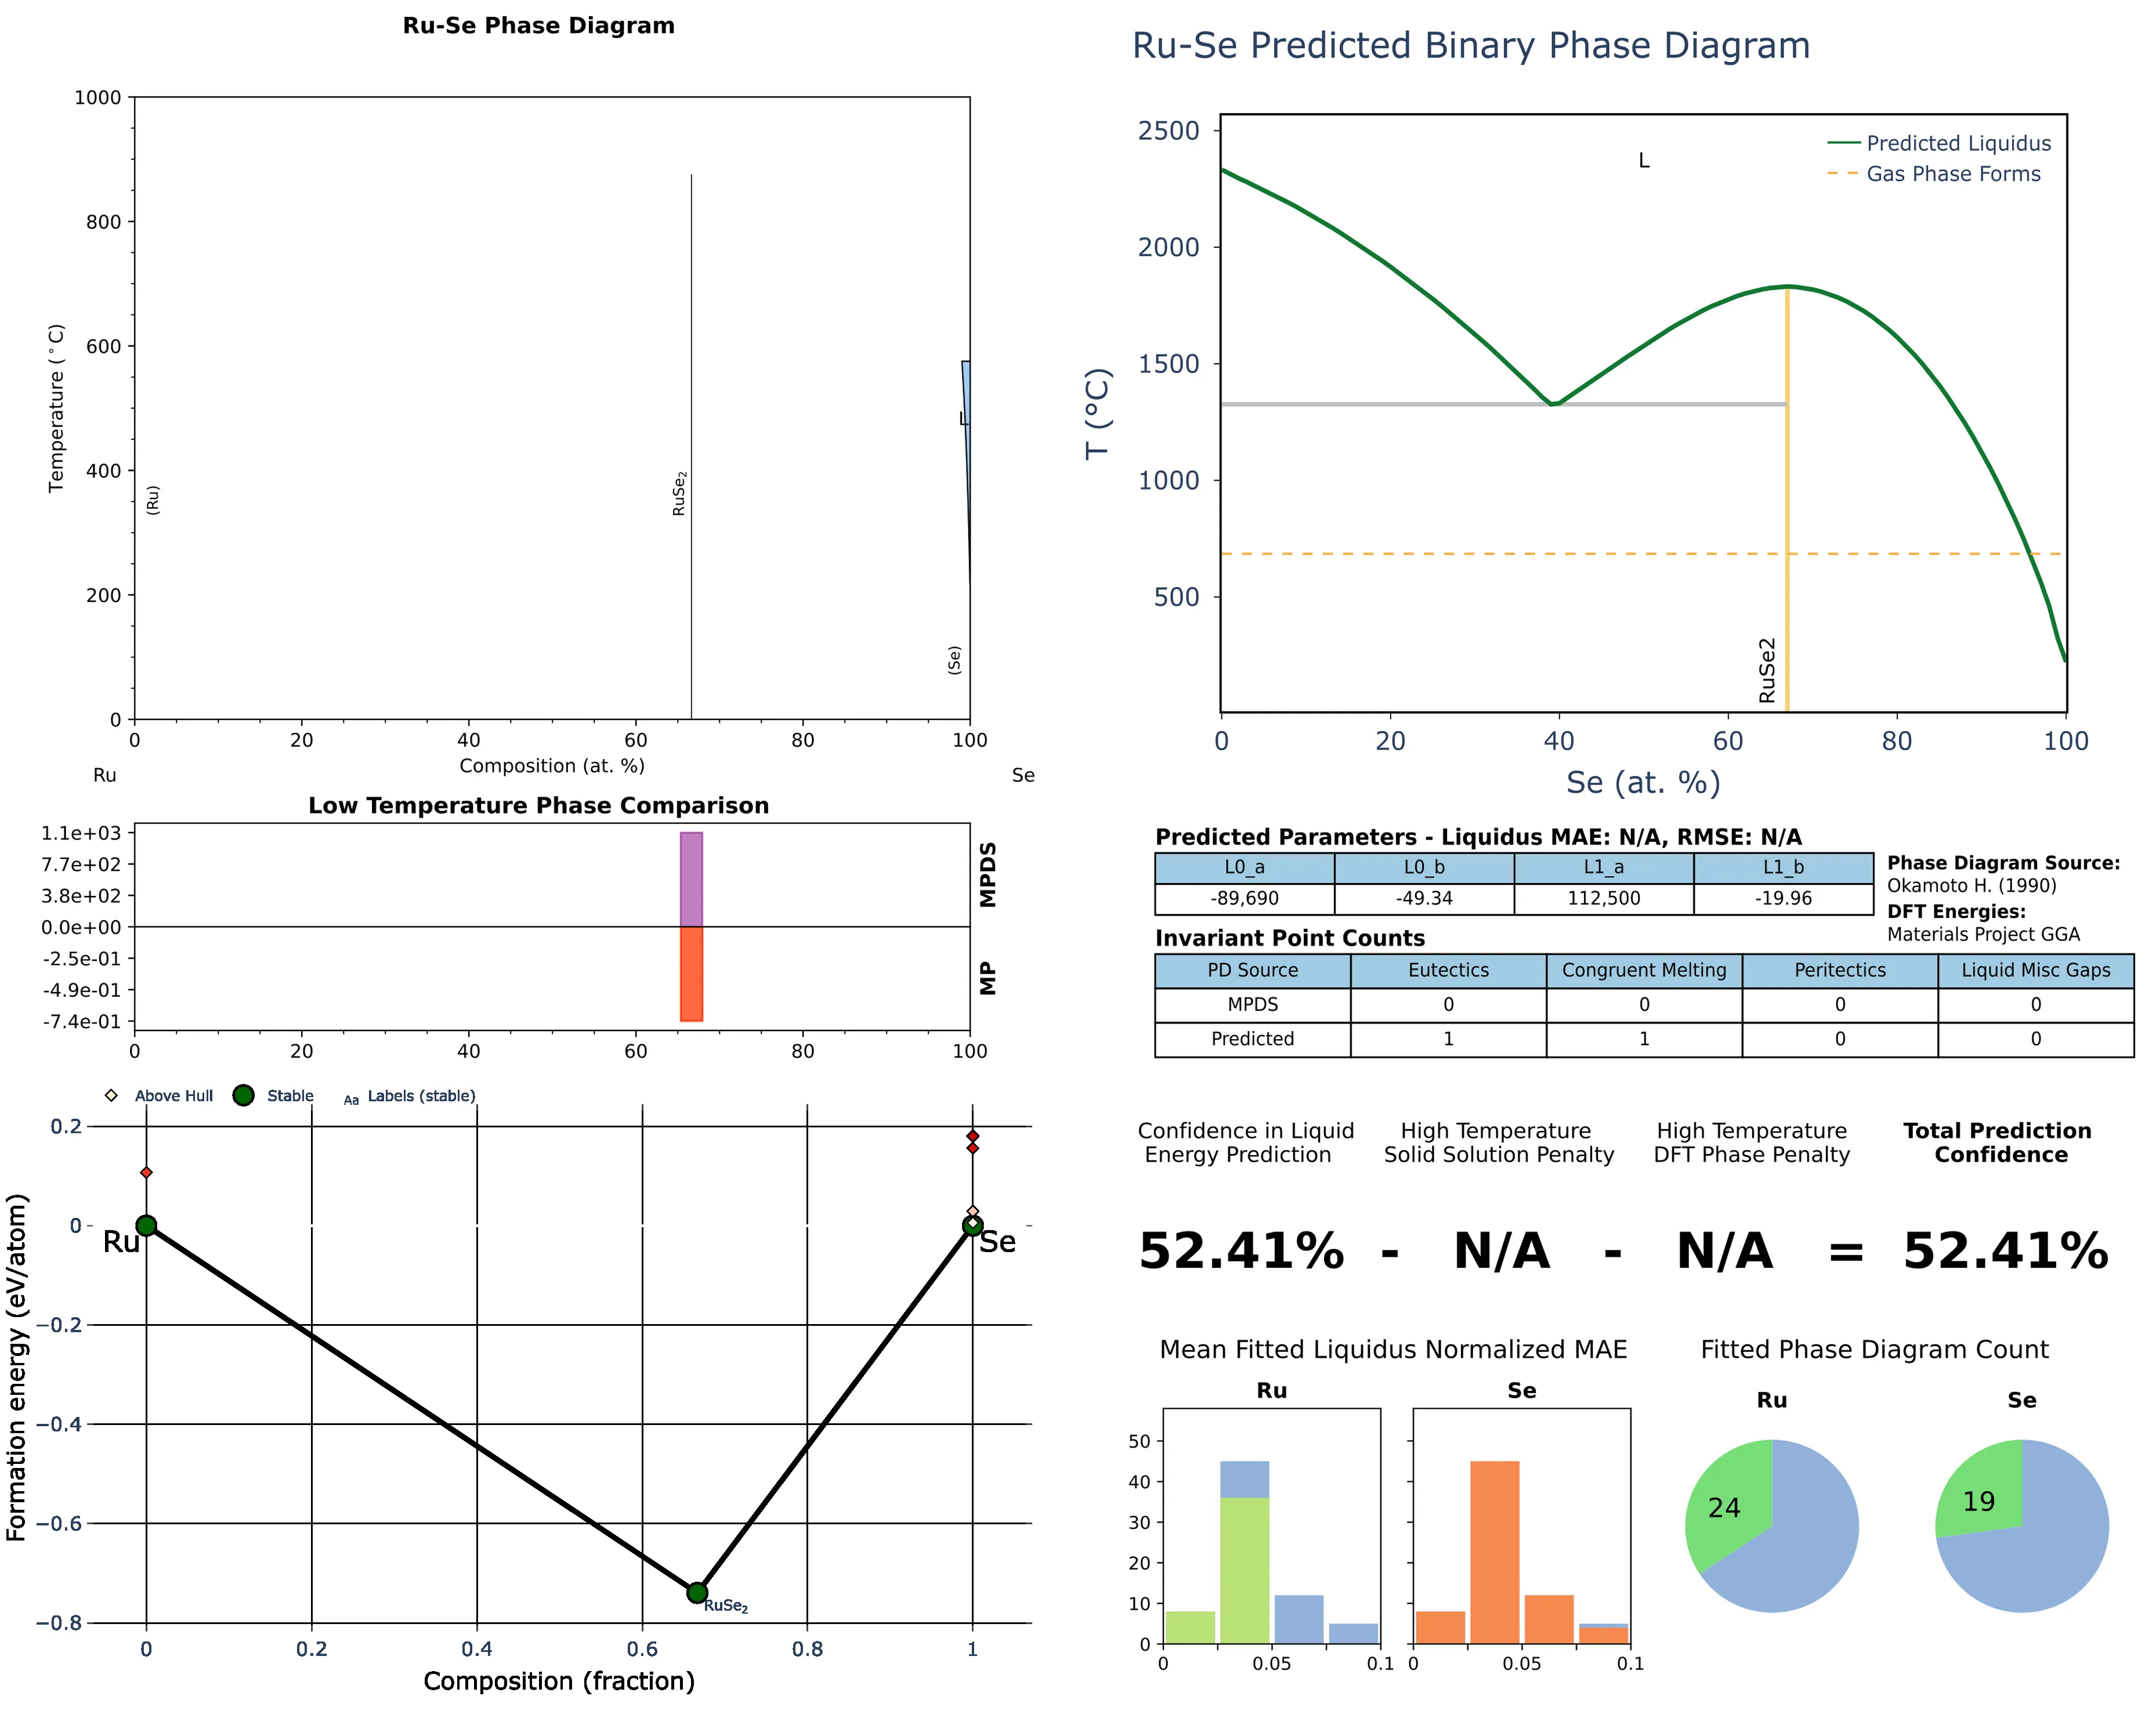 Ru-Se Phase Diagram
1000
800
600
400
200
0
Temperature (°C)
(Ru)
RuSe2
L
(Se)
0 20 40 60 80 100
Composition (at. %)
Ru Se
Low Temperature Phase Comparison
1.1e+03
7.7e+02
3.8e+02
0.0e+00
-2.5e-01
-4.9e-01
-7.4e-01
MPDS
MP
0 20 40 60 80 100
Above Hull Stable Aa Labels (stable)
0.2
0
−0.2
−0.4
−0.6
−0.8
Formation energy (eV/atom)
Ru
Se
RuSe2
0 0.2 0.4 0.6 0.8 1
Composition (fraction)
Ru-Se Predicted Binary Phase Diagram
2500
2000
1500
1000
500
T (°C)
L
Predicted Liquidus
Gas Phase Forms
RuSe2
0 20 40 60 80 100
Se (at. %)
Predicted Parameters - Liquidus MAE: N/A, RMSE: N/A
L0_a L0_b L1_a L1_b
-89,690 -49.34 112,500 -19.96
Phase Diagram Source:
Okamoto H. (1990)
DFT Energies:
Materials Project GGA
Invariant Point Counts
PD Source Eutectics Congruent Melting Peritectics Liquid Misc Gaps
MPDS 0 0 0 0
Predicted 1 1 0 0
Confidence in Liquid
Energy Prediction
High Temperature
Solid Solution Penalty
High Temperature
DFT Phase Penalty
Total Prediction
Confidence
52.41% - N/A - N/A = 52.41%
Mean Fitted Liquidus Normalized MAE
Ru Se
50
40
30
20
10
0
0 0.05 0.1 0 0.05 0.1
Fitted Phase Diagram Count
Ru Se
24 19